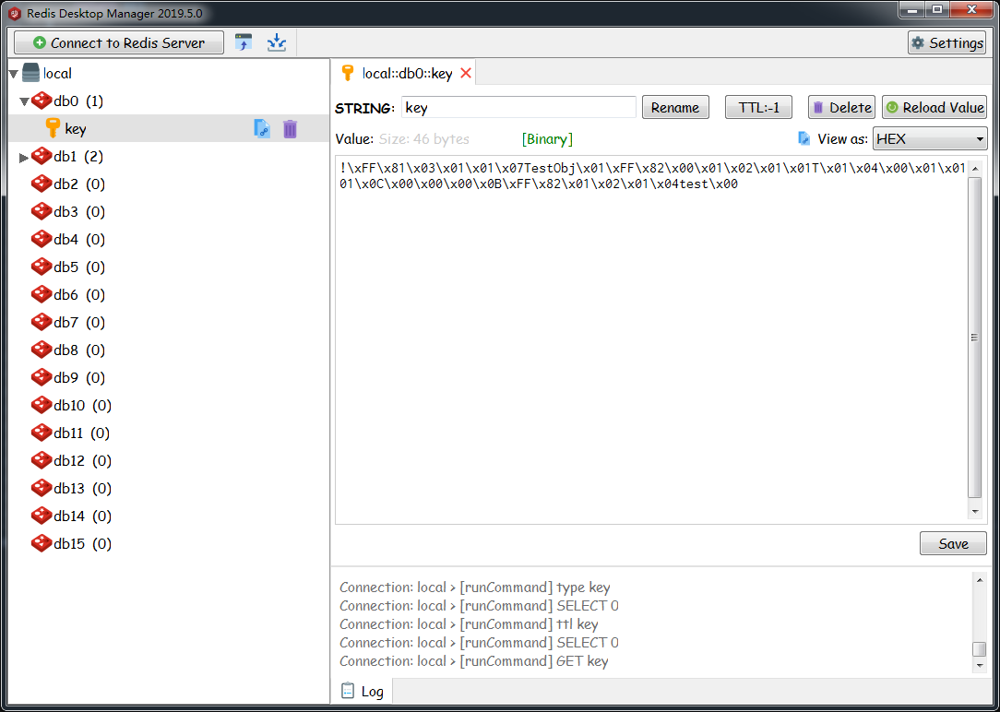 Redis Desktop Manager 2019.5.0
Connect to Redis Server
Settings
local
db0 (1)
key
db1 (2)
db2 (0)
db3 (0)
db4 (0)
db5 (0)
db6 (0)
db7 (0)
db8 (0)
db9 (0)
db10 (0)
db11 (0)
db12 (0)
db13 (0)
db14 (0)
db15 (0)
local::db0::key
STRING: key Rename TTL:-1 Delete Reload Value
Value: Size: 46 bytes [Binary] View as: HEX
!\xFF\x81\x03\x01\x01\x07TestObj\x01\xFF\x82\x00\x01\x02\x01\x01T\x01\x04\x00\x01\x01
01\x0C\x00\x00\x00\x0B\xFF\x82\x01\x02\x01\x04test\x00
Save
Connection: local > [runCommand] type key
Connection: local > [runCommand] SELECT 0
Connection: local > [runCommand] ttl key
Connection: local > [runCommand] SELECT 0
Connection: local > [runCommand] GET key
Log